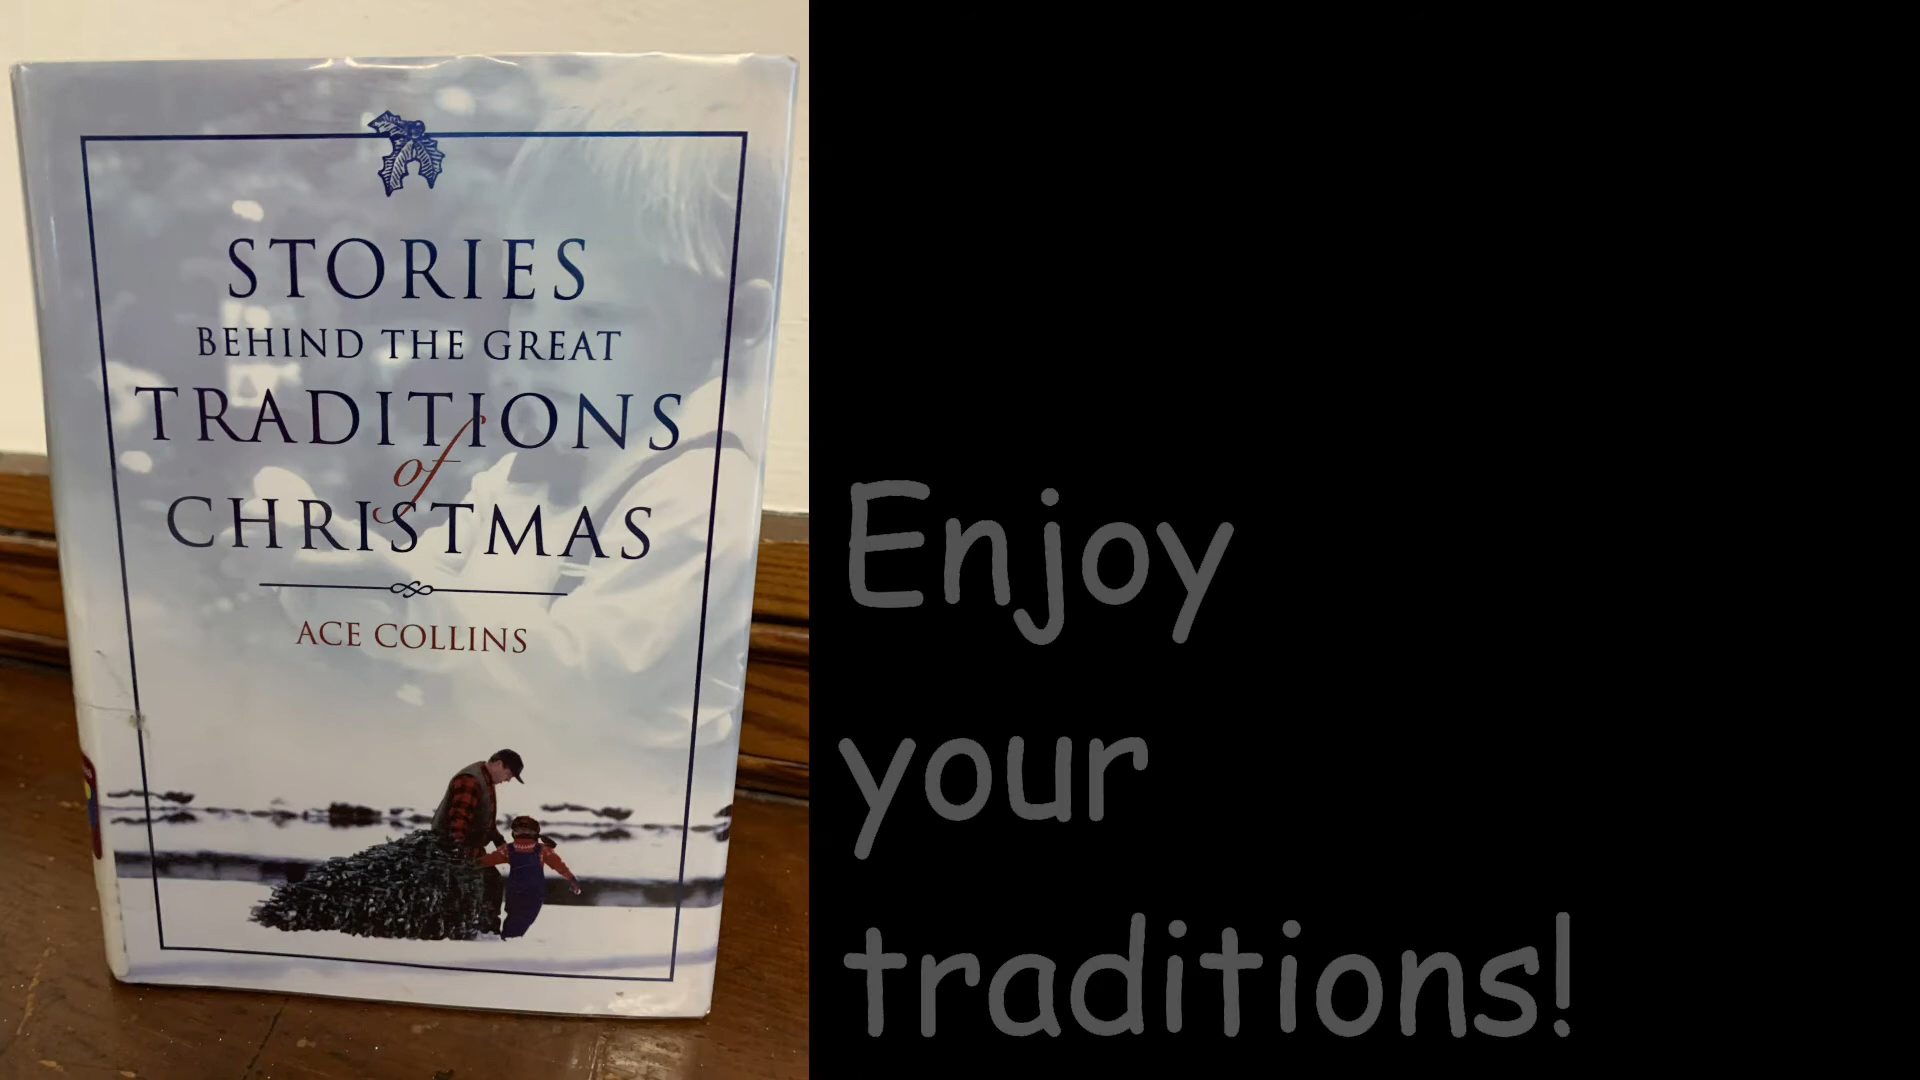 STORIES
BEHIND THE GREAT
TRADITIONS
of
CHRISTMAS
ACE COLLINS
Enjoy
your
traditions!